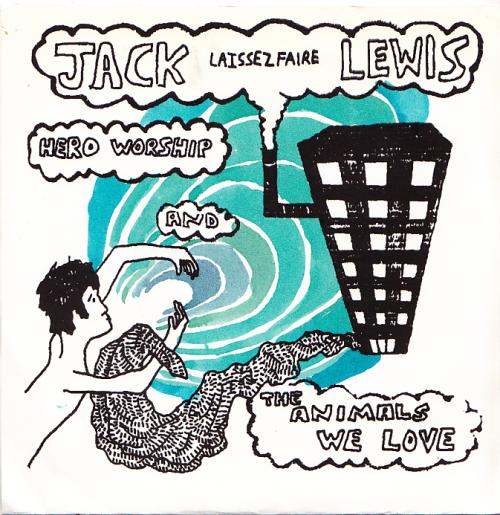 JACK LAISSEZFAIRE LEWIS
HERO WORSHIP
AND
THE
ANIMALS
WE LOVE